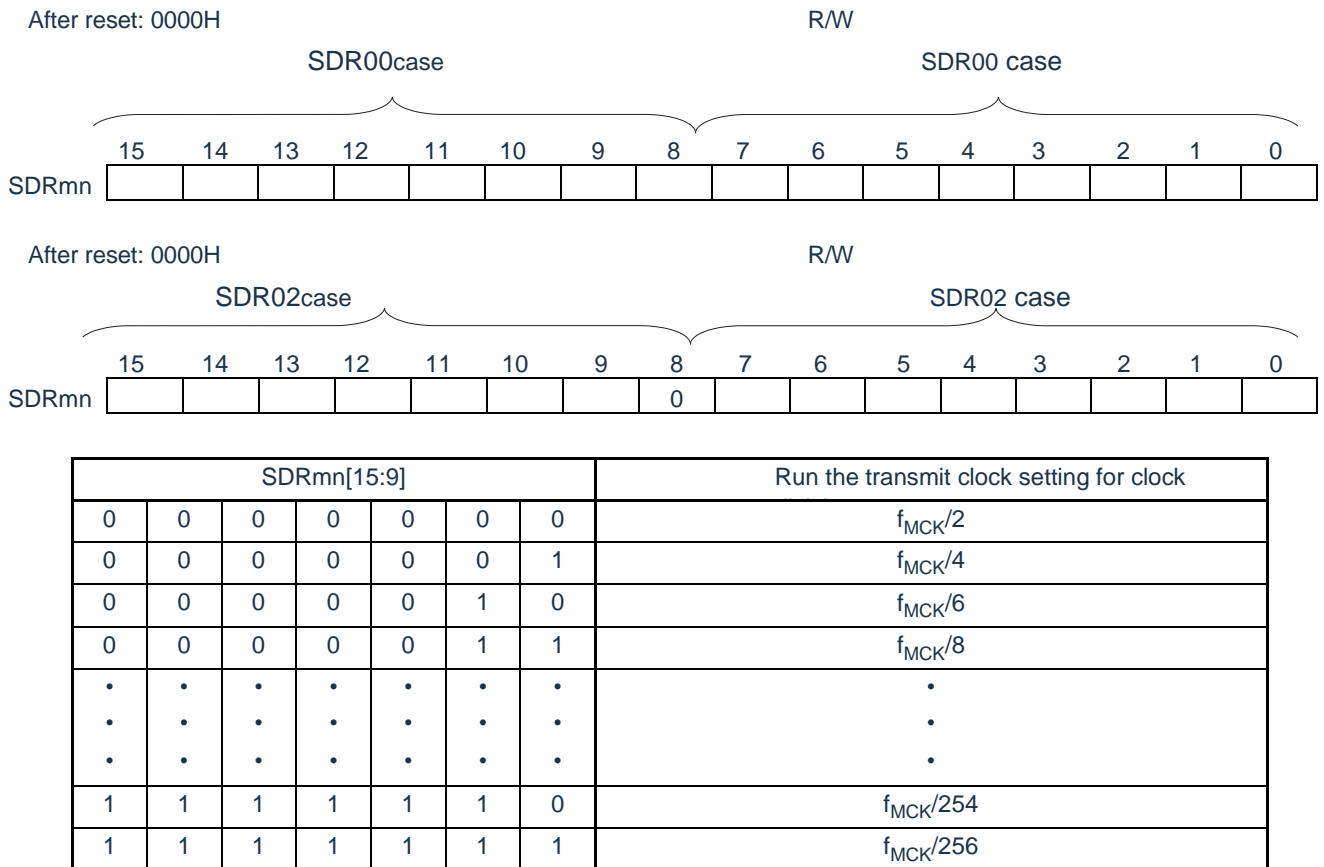 After reset: 0000H R/W
SDR00case SDR00 case
15 14 13 12 11 10 9 8 7 6 5 4 3 2 1 0
SDRmn
After reset: 0000H R/W
SDR02case SDR02 case
15 14 13 12 11 10 9 8 7 6 5 4 3 2 1 0
SDRmn 0
SDRmn[15:9] Run the transmit clock setting for clock
0 0 0 0 0 0 0 fMCK/2
0 0 0 0 0 0 1 fMCK/4
0 0 0 0 0 1 0 fMCK/6
0 0 0 0 0 1 1 fMCK/8
• • • • • • • •
• • • • • • • •
• • • • • • • •
1 1 1 1 1 1 0 fMCK/254
1 1 1 1 1 1 1 fMCK/256